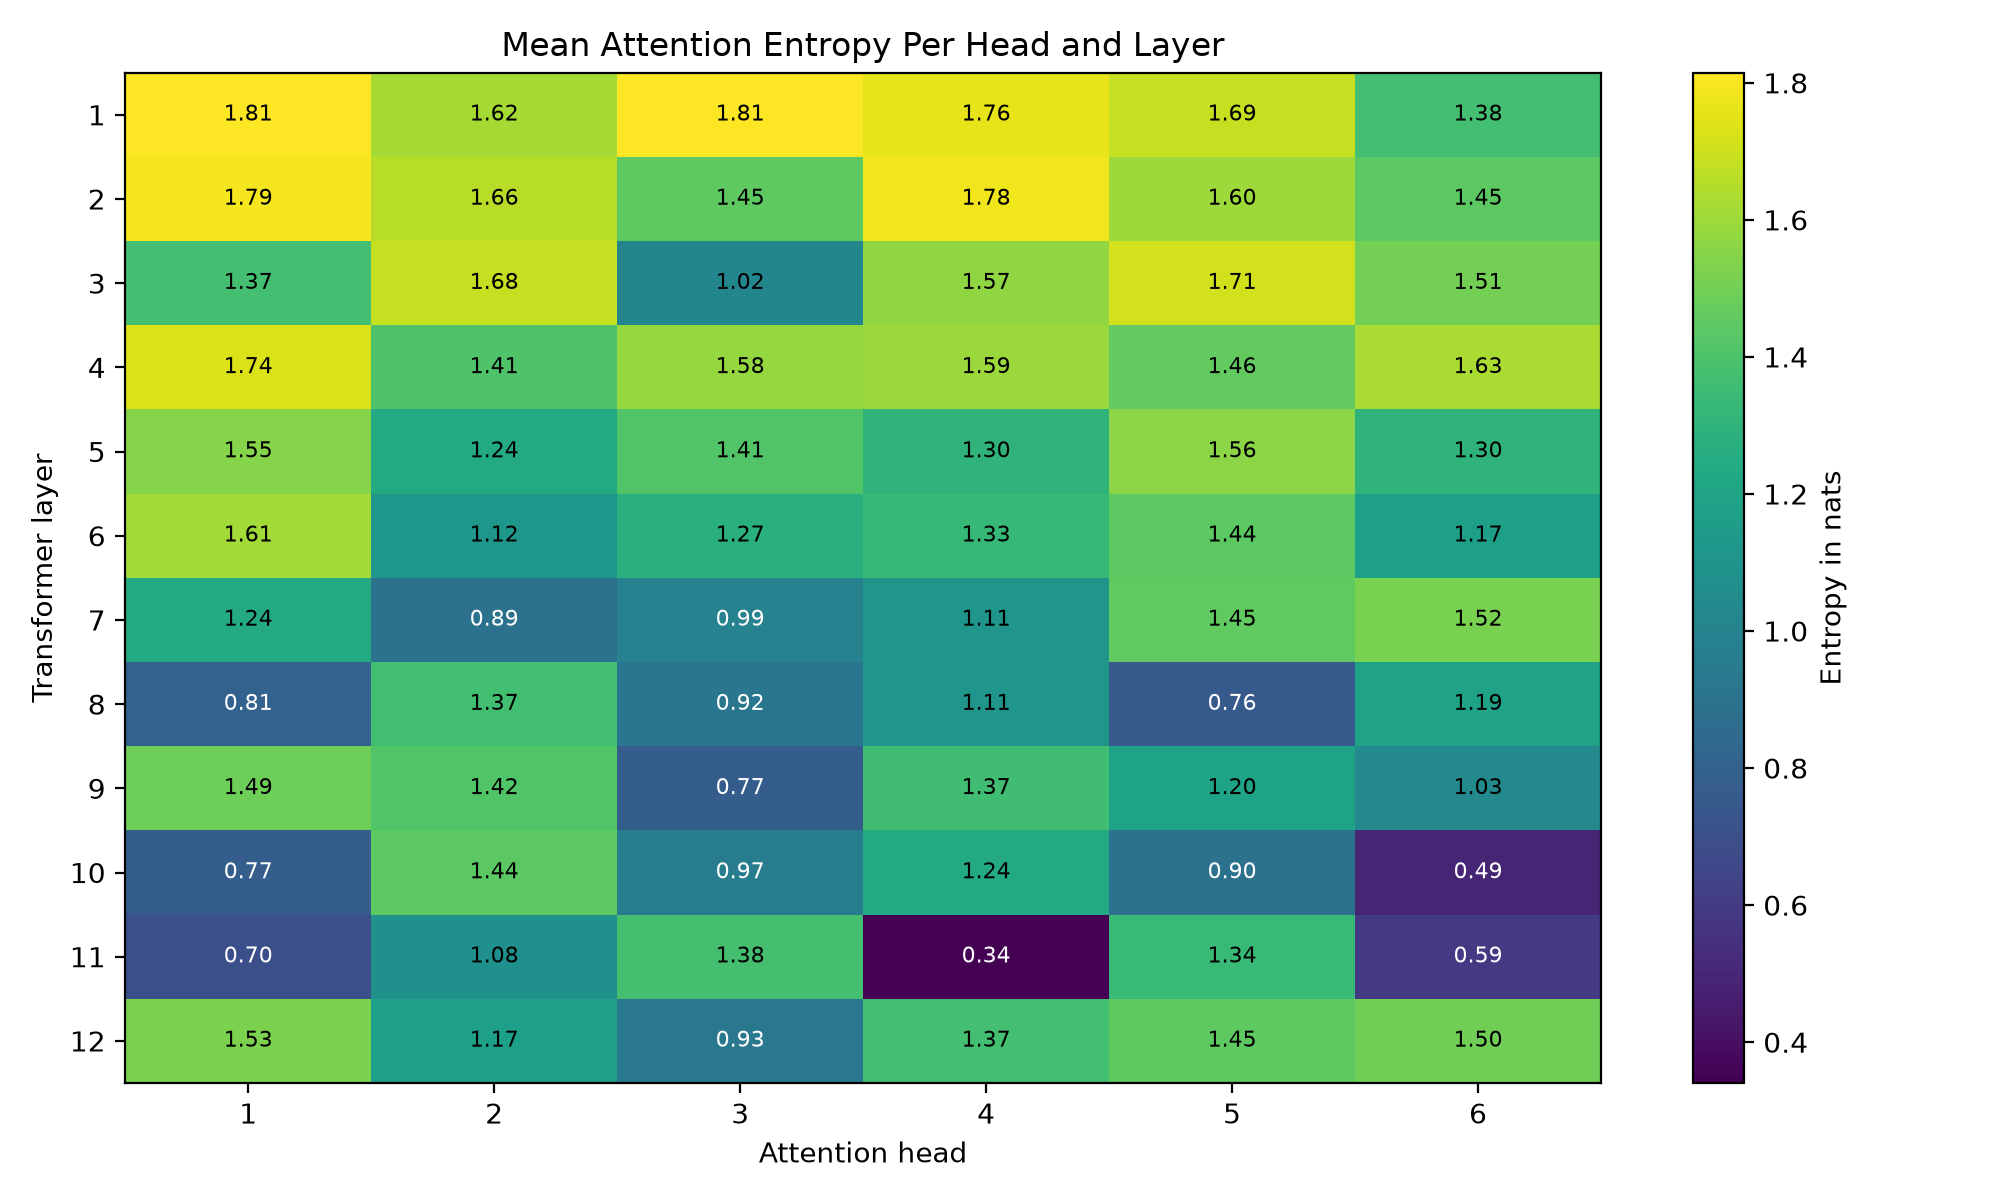 Mean Attention Entropy Per Head and Layer
1 1.81 1.62 1.81 1.76 1.69 1.38
2 1.79 1.66 1.45 1.78 1.60 1.45
3 1.37 1.68 1.02 1.57 1.71 1.51
4 1.74 1.41 1.58 1.59 1.46 1.63
5 1.55 1.24 1.41 1.30 1.56 1.30
6 1.61 1.12 1.27 1.33 1.44 1.17
7 1.24 0.89 0.99 1.11 1.45 1.52
8 0.81 1.37 0.92 1.11 0.76 1.19
9 1.49 1.42 0.77 1.37 1.20 1.03
10 0.77 1.44 0.97 1.24 0.90 0.49
11 0.70 1.08 1.38 0.34 1.34 0.59
12 1.53 1.17 0.93 1.37 1.45 1.50
1 2 3 4 5 6
Attention head
Transformer layer
1.8
1.6
1.4
1.2
1.0
0.8
0.6
0.4
Entropy in nats